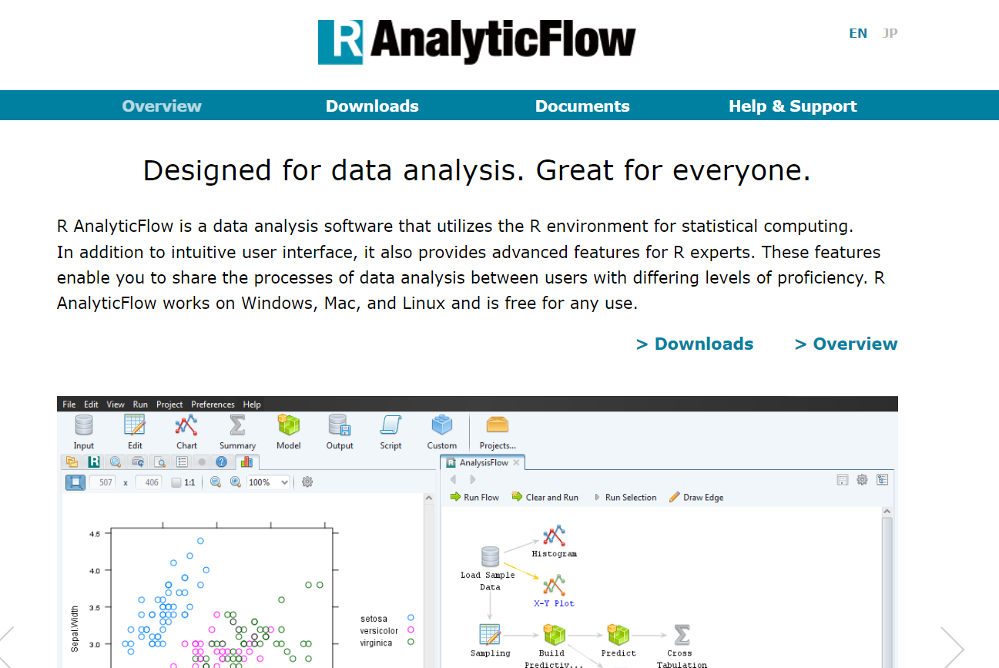 R AnalyticFlow
EN JP
Overview Downloads Documents Help & Support
Designed for data analysis. Great for everyone.
R AnalyticFlow is a data analysis software that utilizes the R environment for statistical computing.
In addition to intuitive user interface, it also provides advanced features for R experts. These features
enable you to share the processes of data analysis between users with differing levels of proficiency. R
AnalyticFlow works on Windows, Mac, and Linux and is free for any use.
> Downloads > Overview
File Edit View Run Project Preferences Help
Input Edit Chart Summary Model Output Script Custom Projects...
R
AnalysisFlow
507 x 406 1:1 100%
Run Flow Clear and Run Run Selection Draw Edge
4.5
4.0
3.5
3.0
Sepal.Width
setosa
versicolor
virginica
Histogram
Load Sample
Data
X-Y Plot
Sampling Build Predict Cross
Predictiv... Tabulation